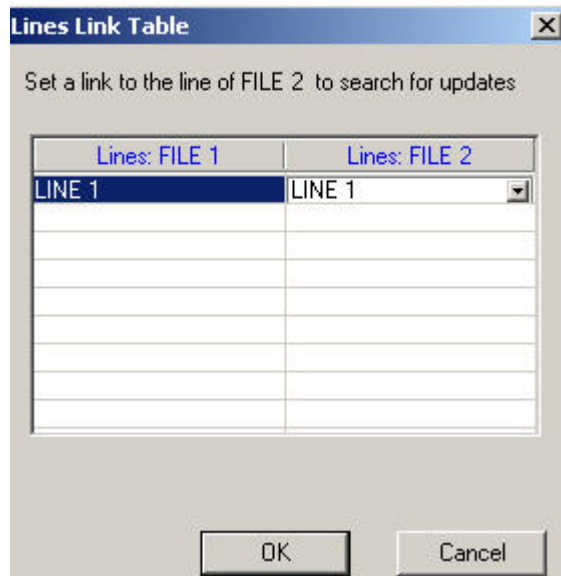 Lines Link Table
Set a link to the line of FILE 2 to search for updates
Lines: FILE 1 Lines: FILE 2
LINE 1 LINE 1
OK Cancel